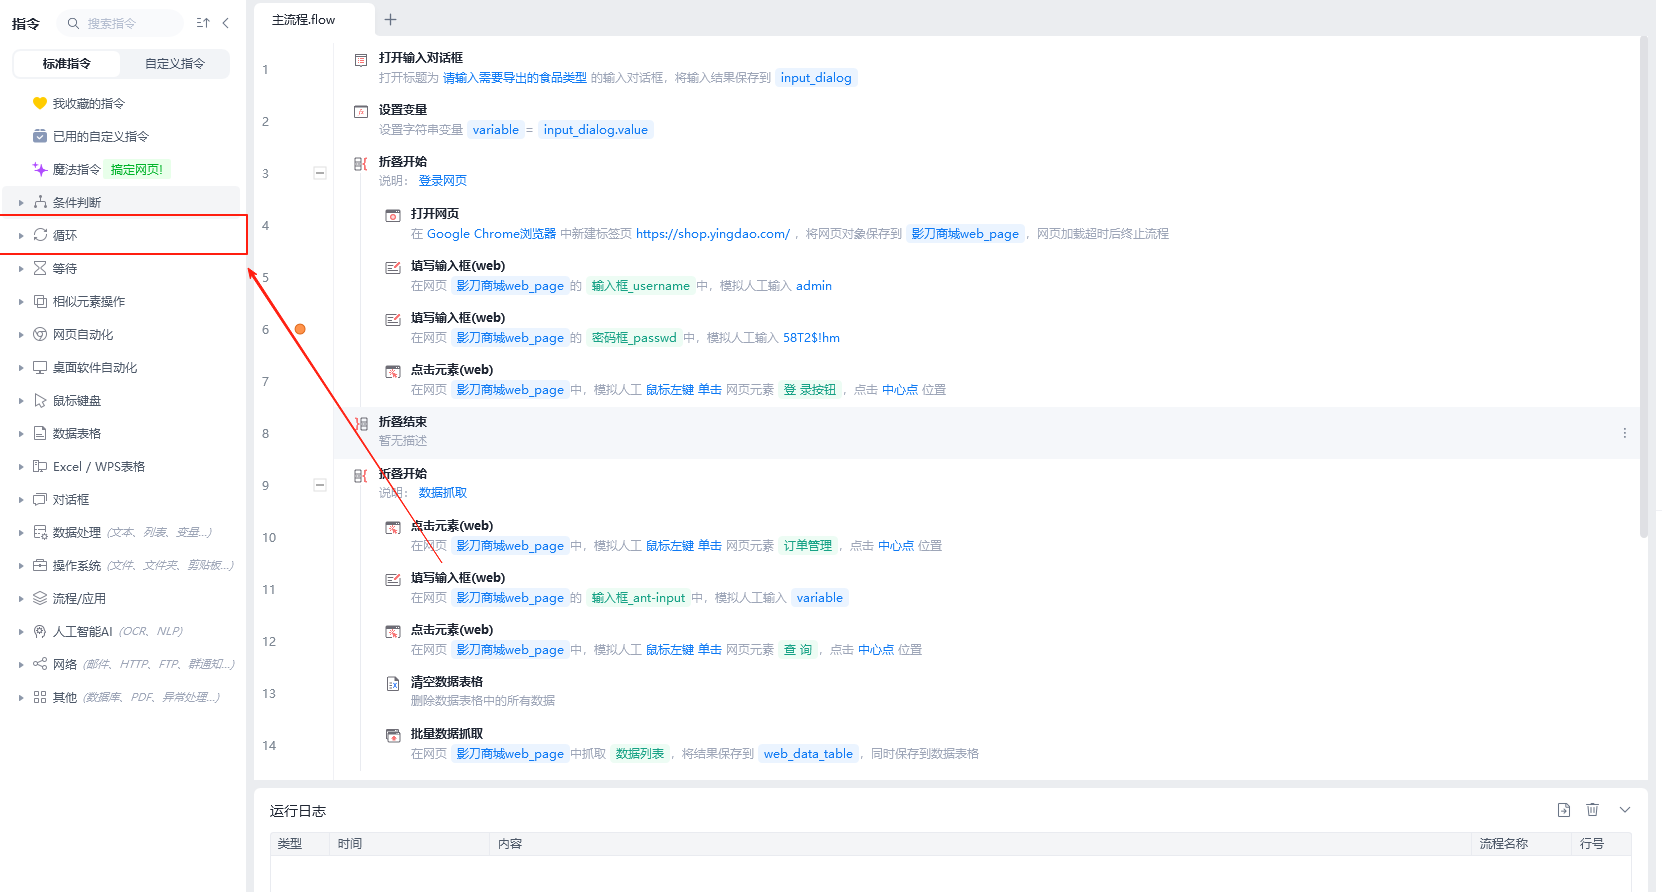 指令
搜索指令
标准指令 自定义指令
我收藏的指令
已用的自定义指令
魔法指令 搞定网页!
条件判断
循环
等待
相似元素操作
网页自动化
桌面软件自动化
鼠标键盘
数据表格
Excel / WPS表格
对话框
数据处理 (文本、列表、变量...)
操作系统 (文件、文件夹、剪贴板...)
流程/应用
人工智能AI (OCR、NLP)
网络 (邮件、HTTP、FTP、群通知...)
其他 (数据库、PDF、异常处理...)
主流程.flow
1
打开输入对话框
打开标题为 请输入需要导出的食品类型 的输入对话框，将输入结果保存到 input_dialog
2
设置变量
设置字符串变量 variable = input_dialog.value
3
折叠开始
说明： 登录网页
4
打开网页
在 Google Chrome浏览器 中新建标签页 https://shop.yingdao.com/ ，将网页对象保存到 影刀商城web_page ，网页加载超时后终止流程
5
填写输入框(web)
在网页 影刀商城web_page 的 输入框_username 中，模拟人工输入 admin
6
填写输入框(web)
在网页 影刀商城web_page 的 密码框_passwd 中，模拟人工输入 58T2$!hm
7
点击元素(web)
在网页 影刀商城web_page 中，模拟人工 鼠标左键 单击 网页元素 登 录按钮 ，点击 中心点 位置
8
折叠结束
暂无描述
9
折叠开始
说明： 数据抓取
10
点击元素(web)
在网页 影刀商城web_page 中，模拟人工 鼠标左键 单击 网页元素 订单管理 ，点击 中心点 位置
11
填写输入框(web)
在网页 影刀商城web_page 的 输入框_ant-input 中，模拟人工输入 variable
12
点击元素(web)
在网页 影刀商城web_page 中，模拟人工 鼠标左键 单击 网页元素 查 询 ，点击 中心点 位置
13
清空数据表格
删除数据表格中的所有数据
14
批量数据抓取
在网页 影刀商城web_page 中抓取 数据列表 ，将结果保存到 web_data_table ，同时保存到数据表格
运行日志
类型 时间 内容 流程名称 行号